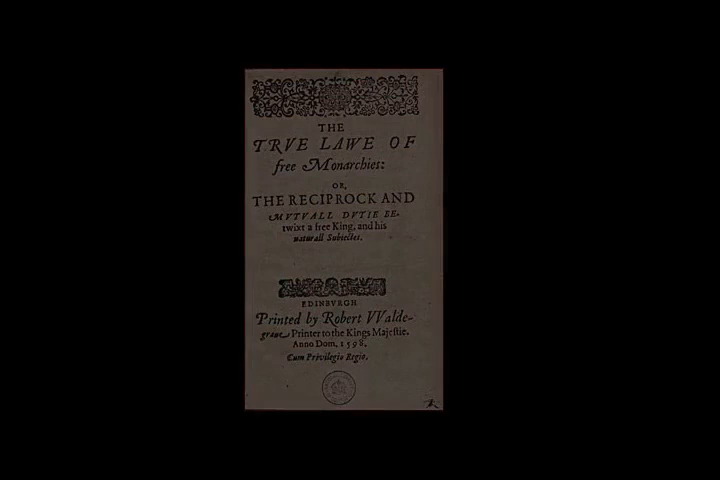 THE
TRVE LAWE OF
free Monarchies:
OR,
THE RECIPROCK AND
MVTVALL DVTIE BE-
twixt a free King, and his
naturall Subiectes.
EDINBVRGH
Printed by Robert VValde-
graue Printer to the Kings Majestie.
Anno Dom. 1598.
Cum Privilegio Regio.